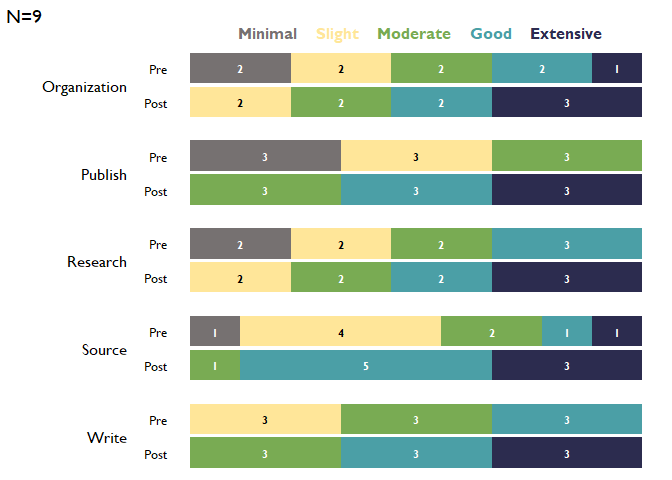 N=9
Minimal Slight Moderate Good Extensive
Organization
Pre 2 2 2 2 1
Post 2 2 2 3
Publish
Pre 3 3 3
Post 3 3 3
Research
Pre 2 2 2 3
Post 2 2 2 3
Source
Pre 1 4 2 1 1
Post 1 5 3
Write
Pre 3 3 3
Post 3 3 3